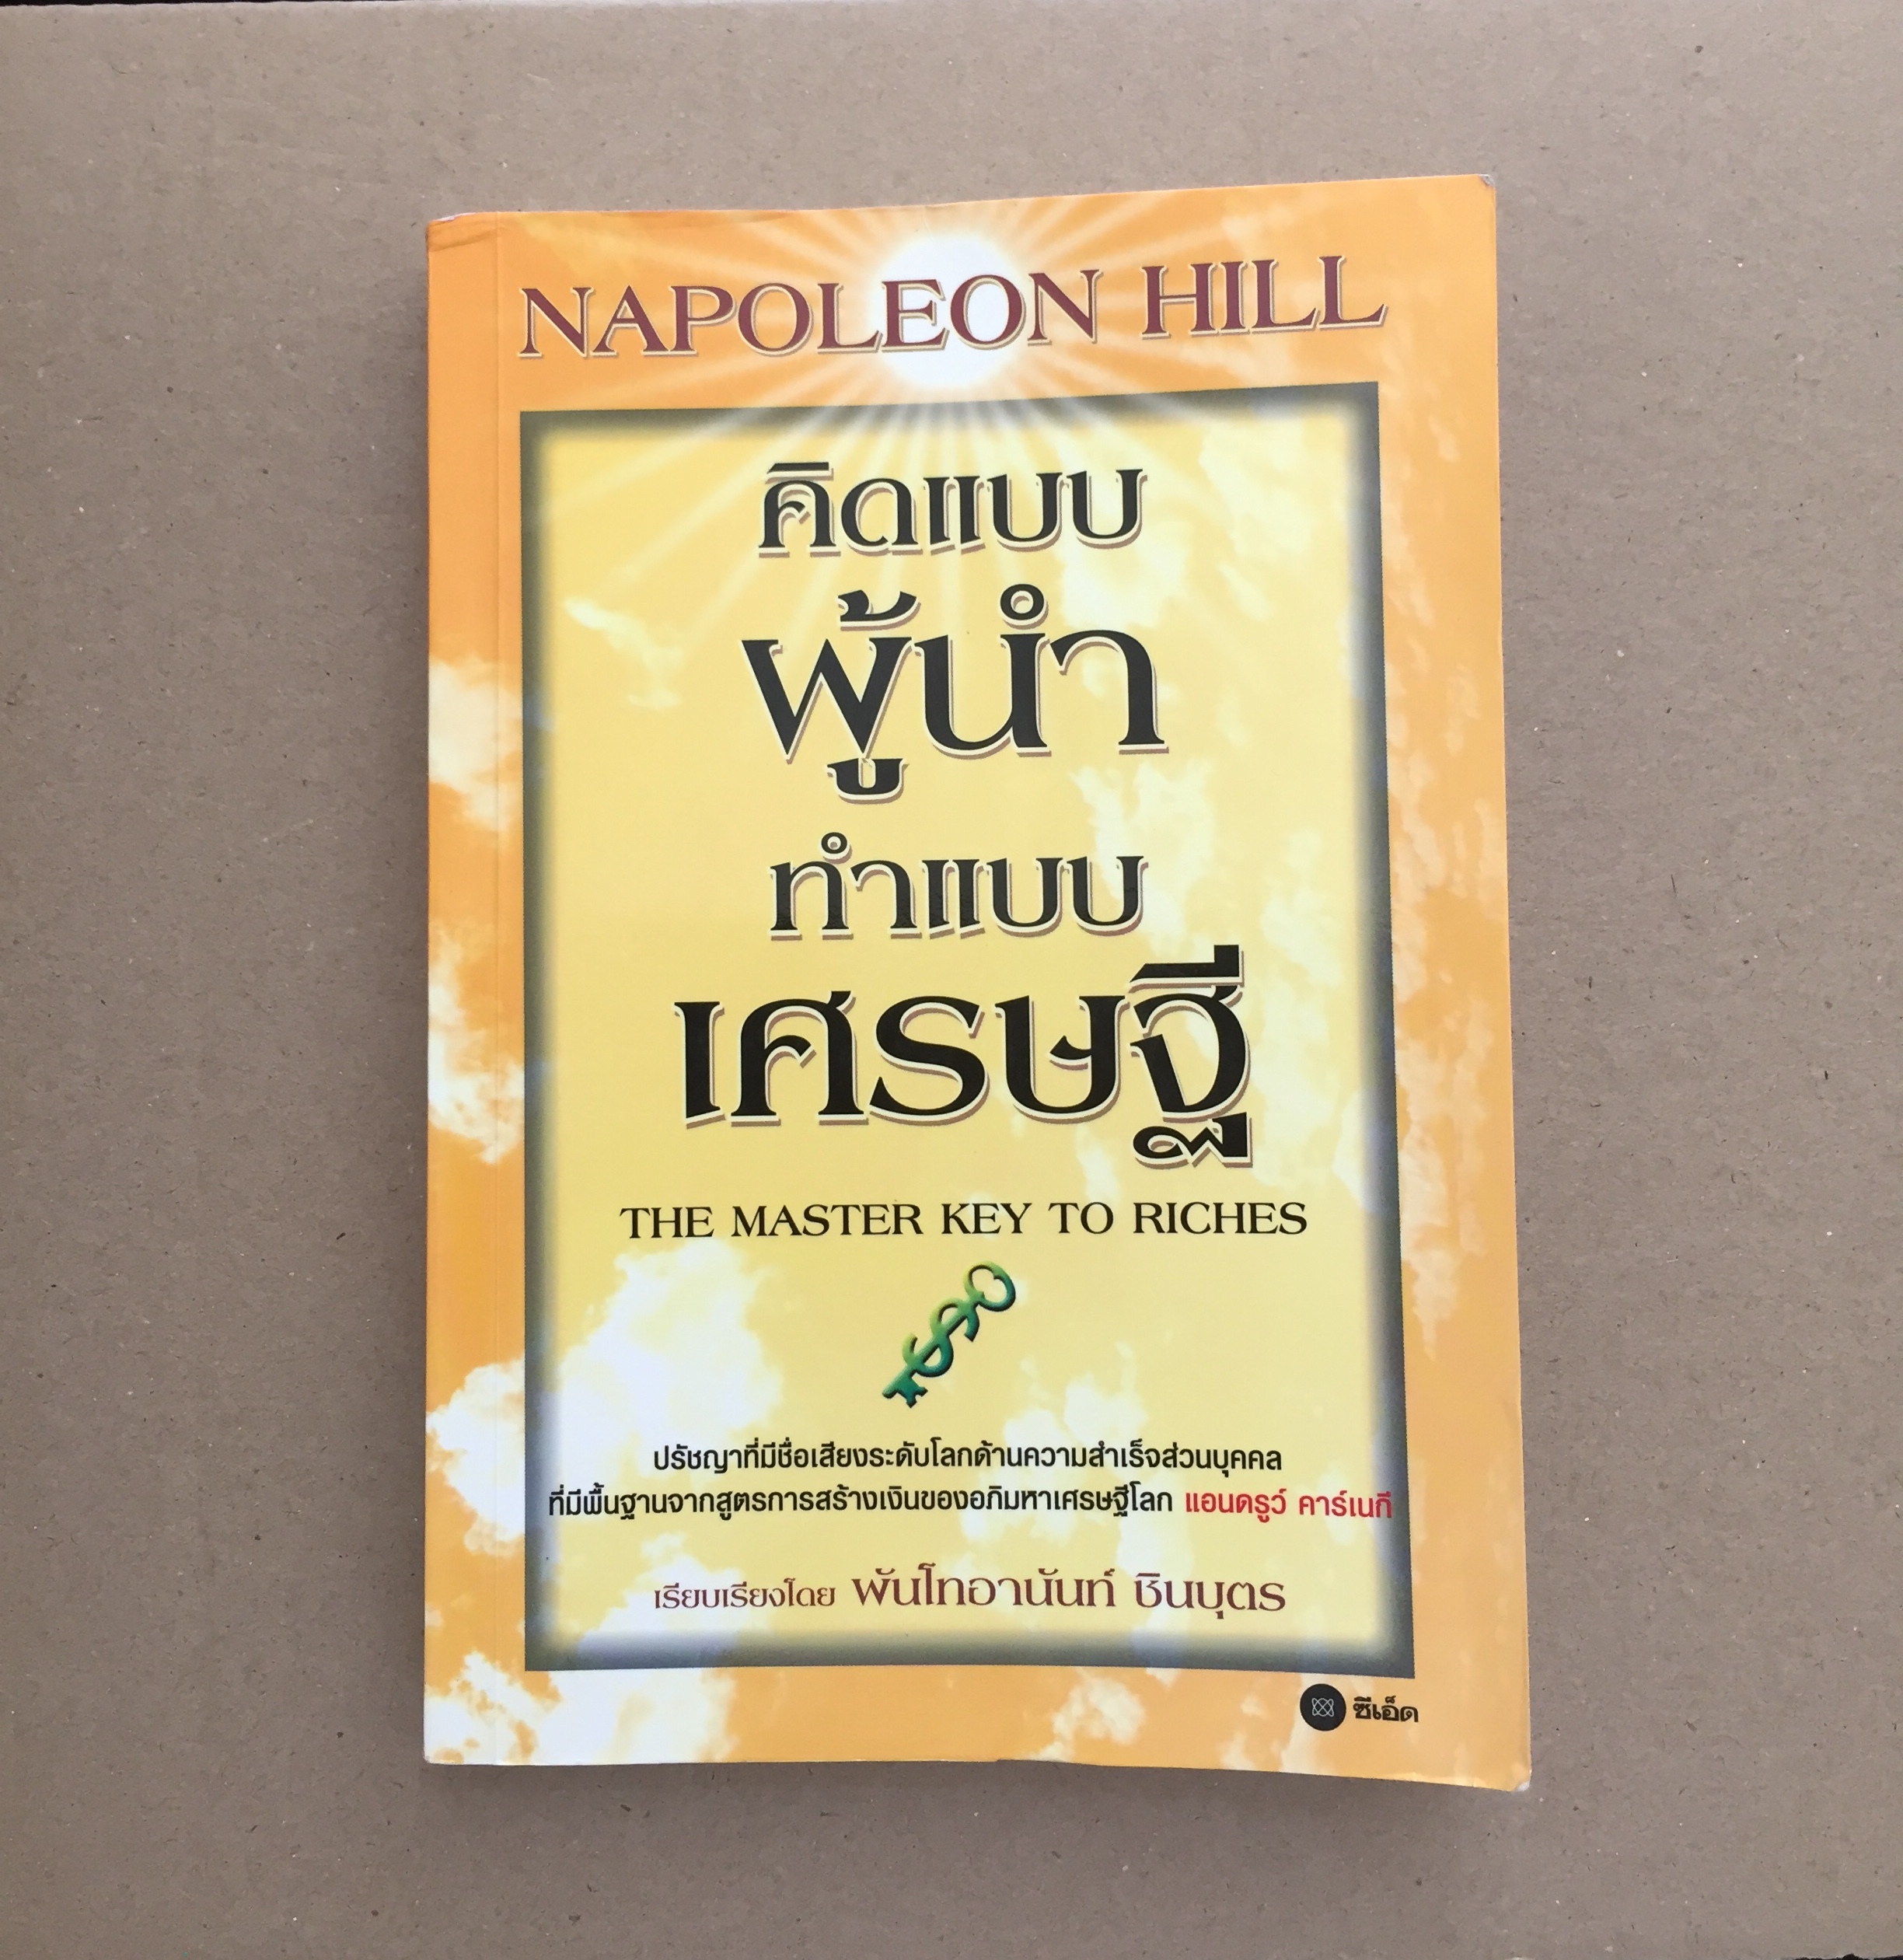 NAPOLEON HILL
คิดแบบ
ผู้นำ
ทำแบบ
เศรษฐี
THE MASTER KEY TO RICHES
ปรัชญาที่มีชื่อเสียงระดับโลกด้านความสำเร็จส่วนบุคคล
ที่มีพื้นฐานจากสูตรการสร้างเงินของอภิมหาเศรษฐีโลก แอนดรูว์ คาร์เนกี
เรียบเรียงโดย พันโทอานันท์ ชินบุตร
ซีเอ็ด